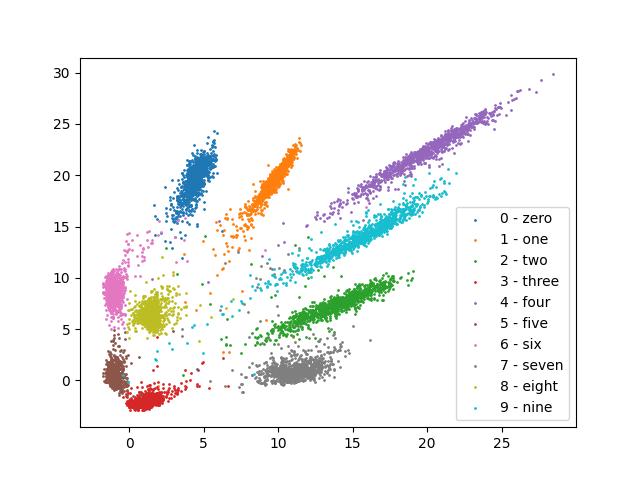 30
25
20
15
10
5
0
0 5 10 15 20 25
0 - zero
1 - one
2 - two
3 - three
4 - four
5 - five
6 - six
7 - seven
8 - eight
9 - nine